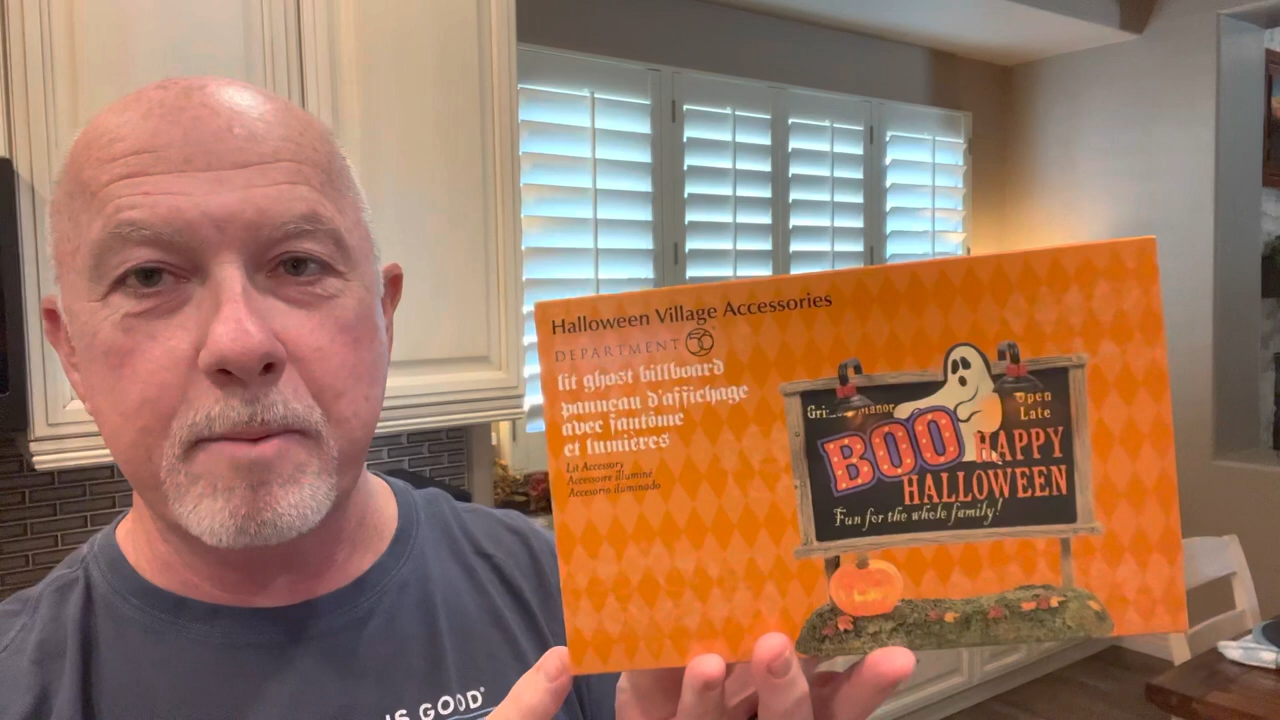 Halloween Village Accessories
DEPARTMENT 56®
lit ghost billboard
panneau d'affichage
avec fantôme
et lumières
Lit Accessory
Accessoire illuminé
Accesorio iluminado
Manor
Open
Late
BOO
HAPPY
HALLOWEEN
Fun for the whole family!
IS GOOD®